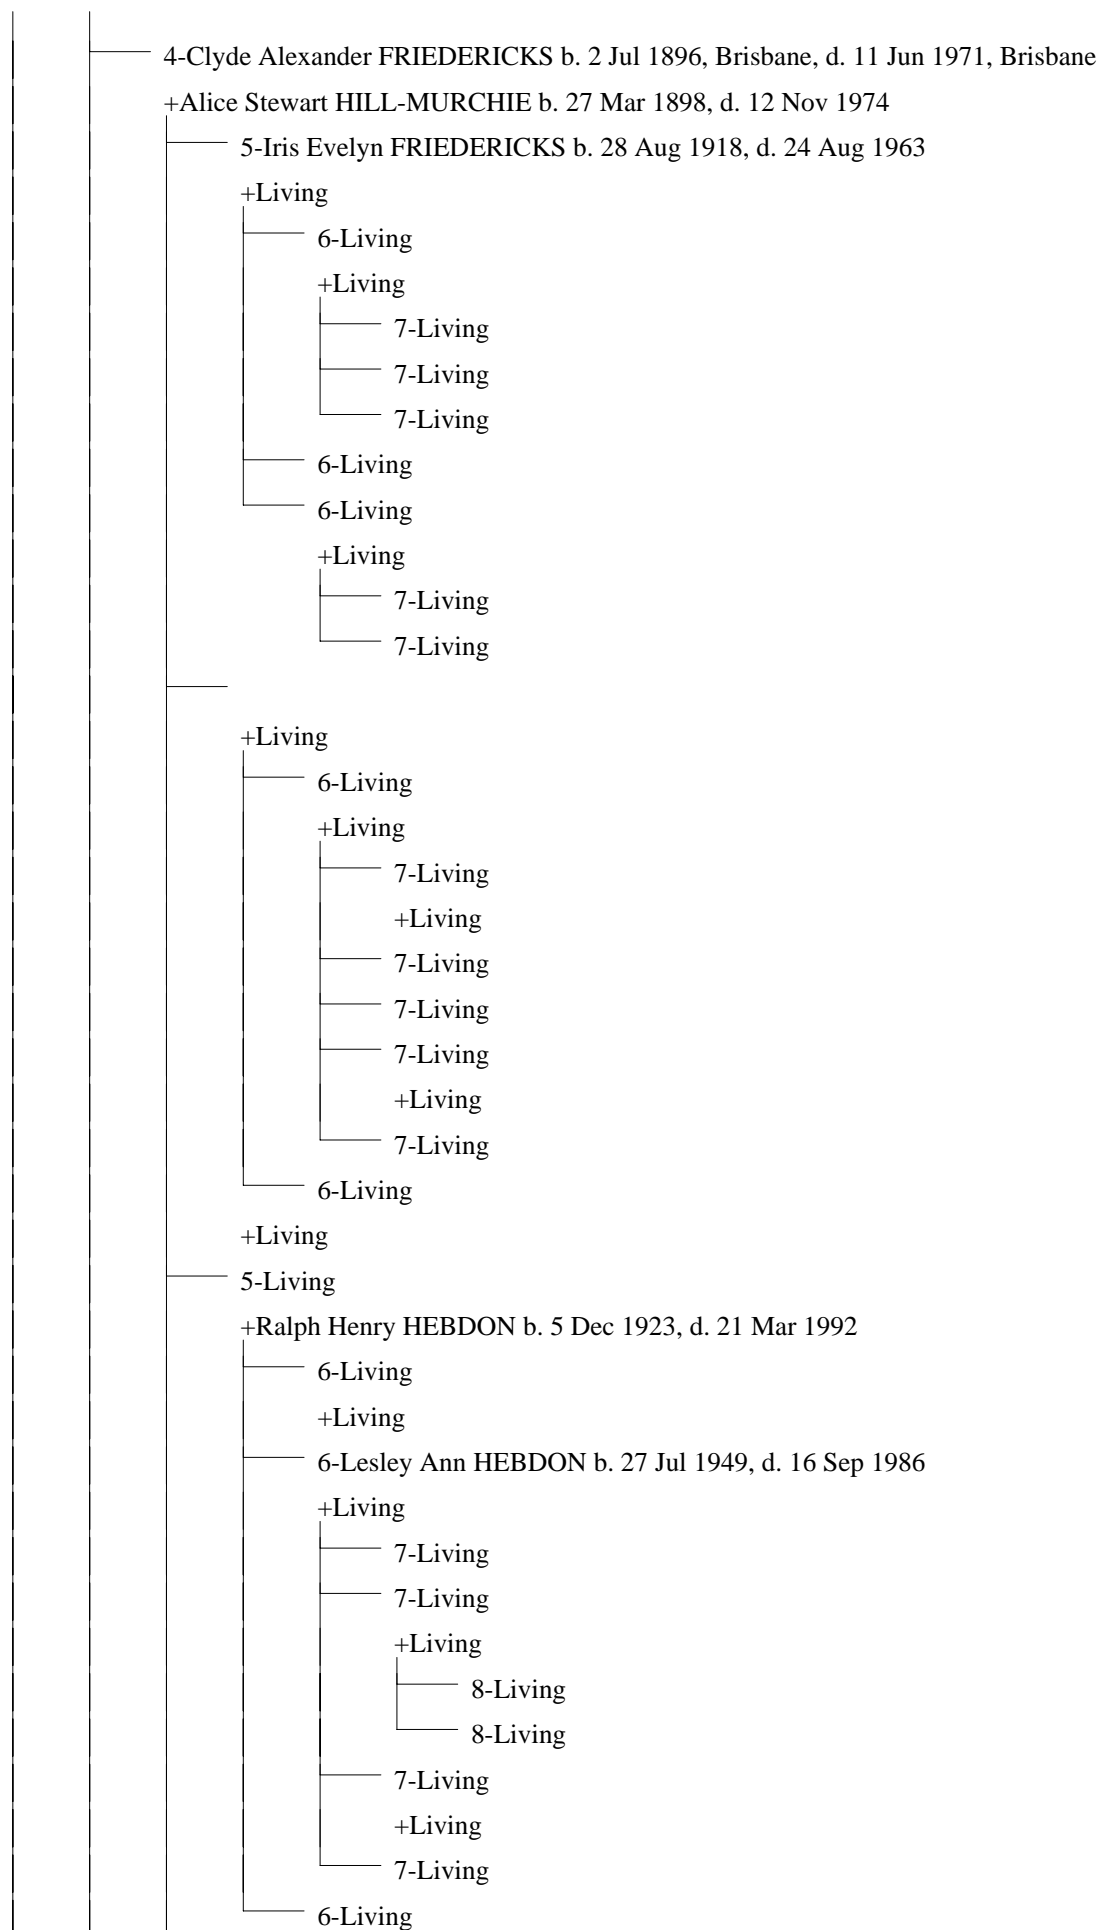 4-Clyde Alexander FRIEDERICKS b. 2 Jul 1896, Brisbane, d. 11 Jun 1971, Brisbane
+Alice Stewart HILL-MURCHIE b. 27 Mar 1898, d. 12 Nov 1974
5-Iris Evelyn FRIEDERICKS b. 28 Aug 1918, d. 24 Aug 1963
+Living
6-Living
+Living
7-Living
7-Living
7-Living
6-Living
6-Living
+Living
7-Living
7-Living
+Living
6-Living
+Living
7-Living
+Living
7-Living
7-Living
7-Living
+Living
7-Living
6-Living
+Living
5-Living
+Ralph Henry HEBDON b. 5 Dec 1923, d. 21 Mar 1992
6-Living
+Living
6-Lesley Ann HEBDON b. 27 Jul 1949, d. 16 Sep 1986
+Living
7-Living
7-Living
+Living
8-Living
8-Living
7-Living
+Living
7-Living
6-Living